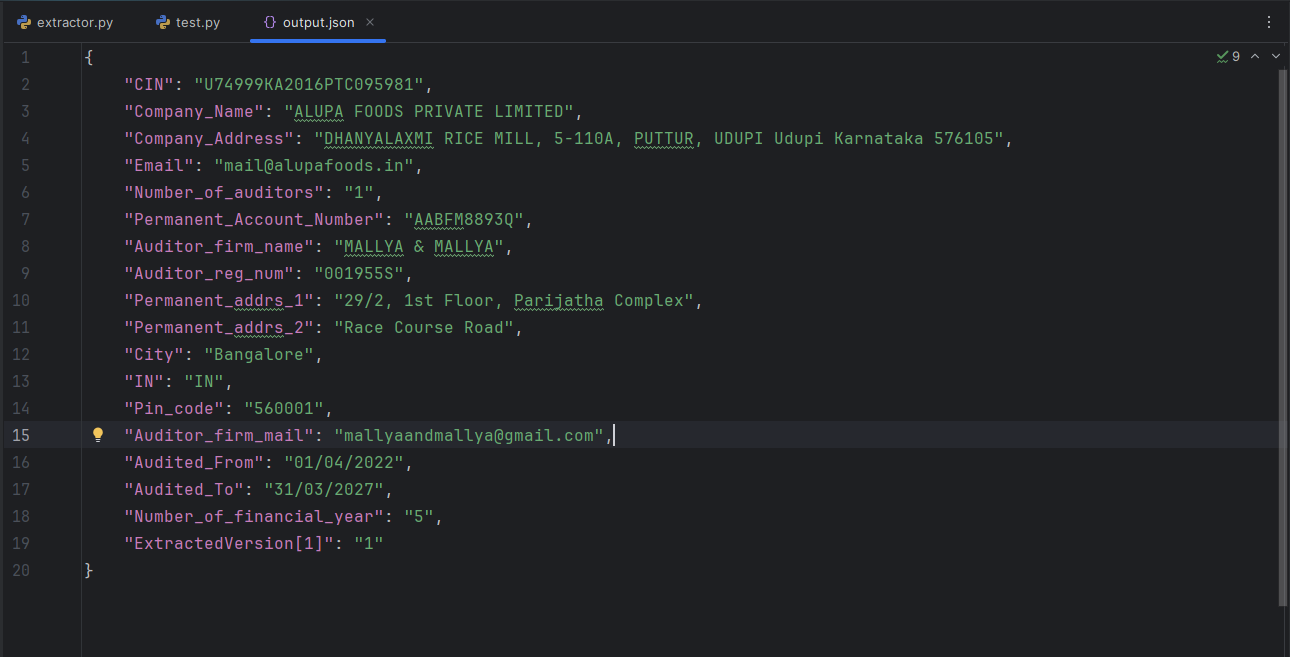 extractor.py test.py {} output.json ×
9
1 {
2 "CIN": "U74999KA2016PTC095981",
3 "Company_Name": "ALUPA FOODS PRIVATE LIMITED",
4 "Company_Address": "DHANYALAXMI RICE MILL, 5-110A, PUTTUR, UDUPI Udupi Karnataka 576105",
5 "Email": "mail@alupafoods.in",
6 "Number_of_auditors": "1",
7 "Permanent_Account_Number": "AABFM8893Q",
8 "Auditor_firm_name": "MALLYA & MALLYA",
9 "Auditor_reg_num": "001955S",
10 "Permanent_addrs_1": "29/2, 1st Floor, Parijatha Complex",
11 "Permanent_addrs_2": "Race Course Road",
12 "City": "Bangalore",
13 "IN": "IN",
14 "Pin_code": "560001",
15 "Auditor_firm_mail": "mallyaandmallya@gmail.com",
16 "Audited_From": "01/04/2022",
17 "Audited_To": "31/03/2027",
18 "Number_of_financial_year": "5",
19 "ExtractedVersion[1]": "1"
20 }